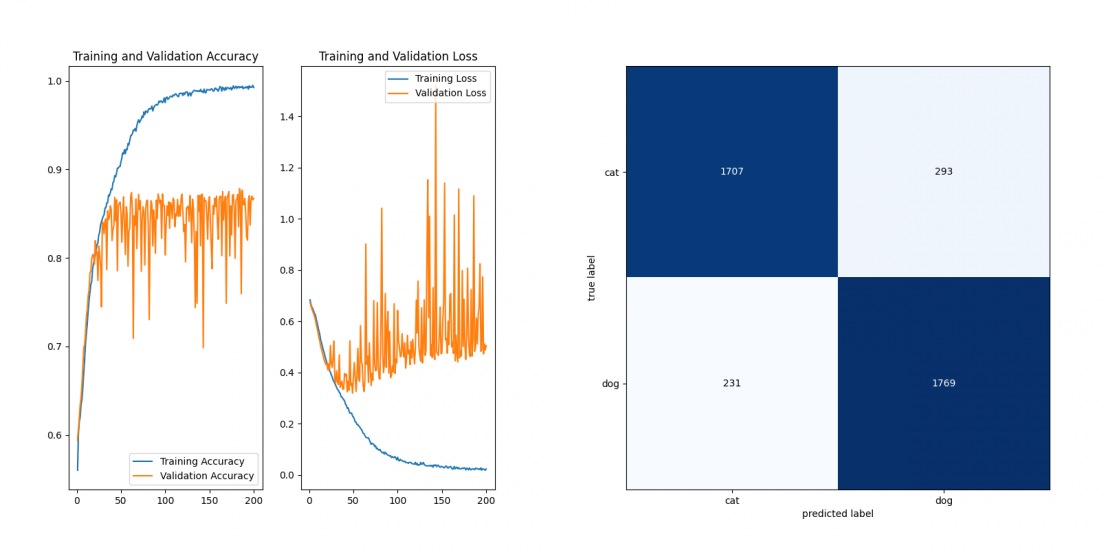 Training and Validation Accuracy
1.0
0.9
0.8
0.7
0.6
0 50 100 150 200
Training Accuracy
Validation Accuracy
Training and Validation Loss
Training Loss
Validation Loss
1.4
1.2
1.0
0.8
0.6
0.4
0.2
0.0
0 50 100 150 200
true label
cat
1707 293
dog
231 1769
cat dog
predicted label